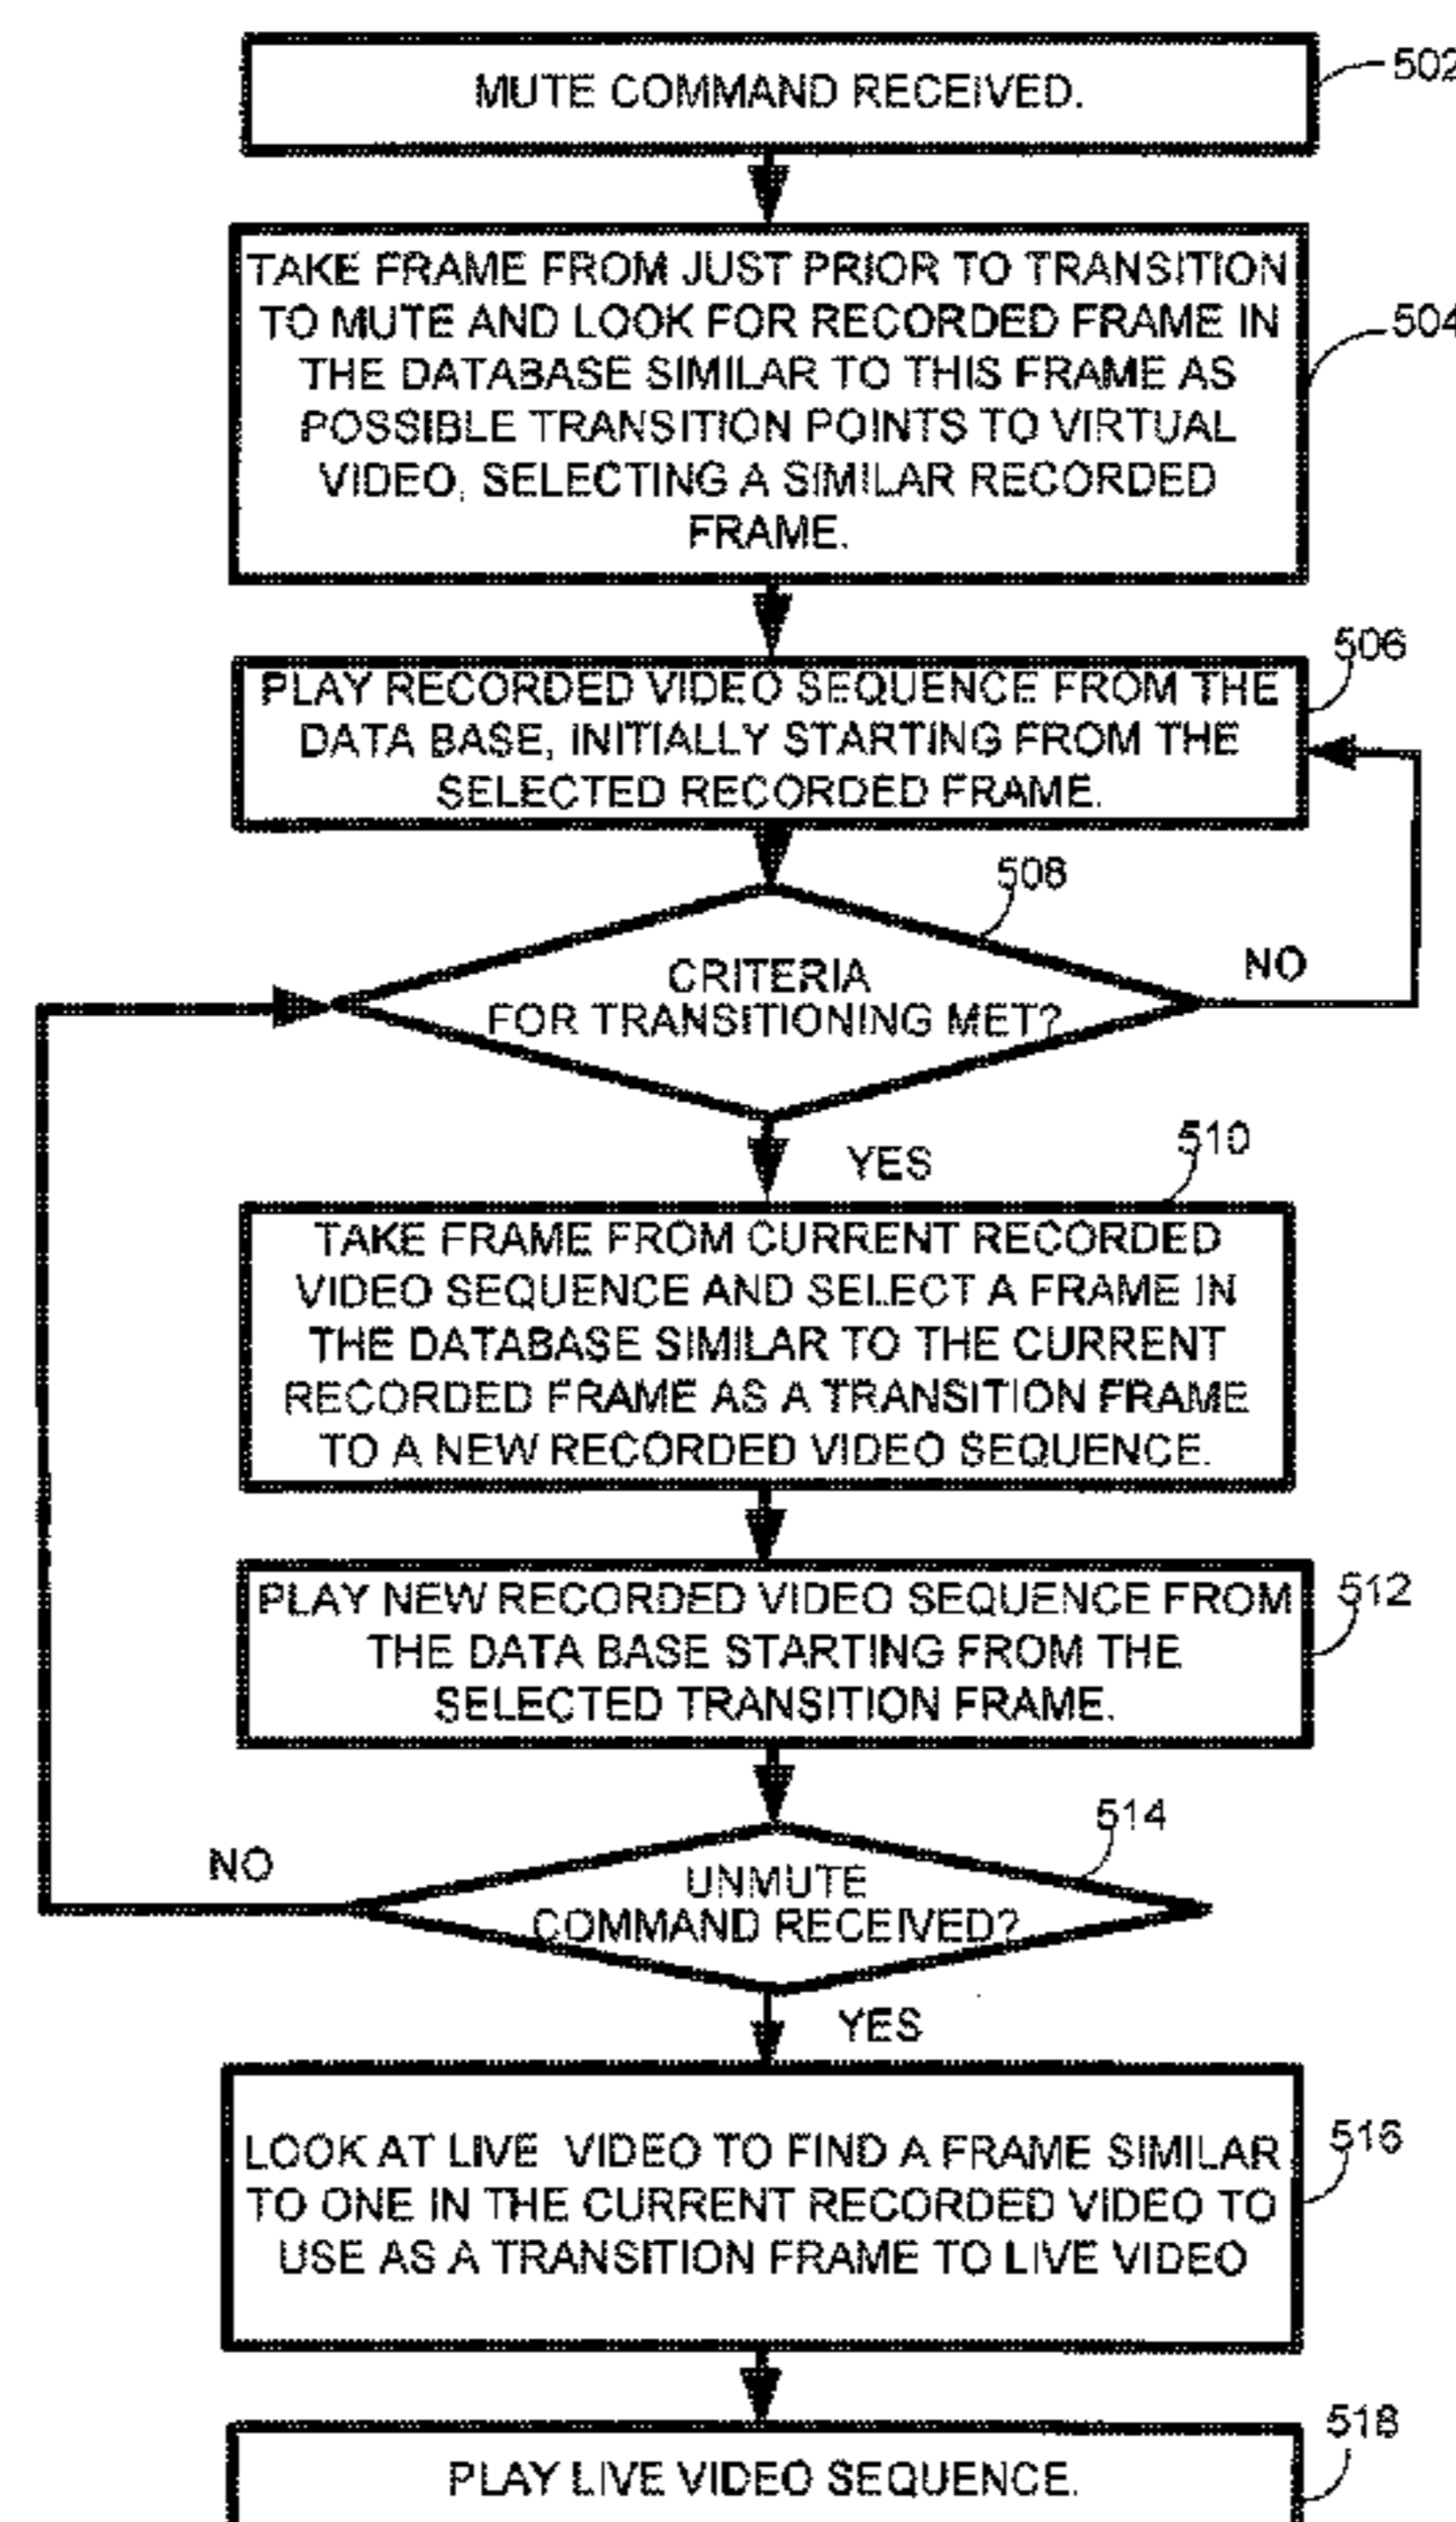 MUTE COMMAND RECEIVED.
502
TAKE FRAME FROM JUST PRIOR TO TRANSITION
TO MUTE AND LOOK FOR RECORDED FRAME IN
THE DATABASE SIMILAR TO THIS FRAME AS
POSSIBLE TRANSITION POINTS TO VIRTUAL
VIDEO, SELECTING A SIMILAR RECORDED
FRAME.
504
506
PLAY RECORDED VIDEO SEQUENCE FROM THE
DATA BASE, INITIALLY STARTING FROM THE
SELECTED RECORDED FRAME.
508
CRITERIA
FOR TRANSITIONING MET?
NO
YES
510
TAKE FRAME FROM CURRENT RECORDED
VIDEO SEQUENCE AND SELECT A FRAME IN
THE DATABASE SIMILAR TO THE CURRENT
RECORDED FRAME AS A TRANSITION FRAME
TO A NEW RECORDED VIDEO SEQUENCE.
512
PLAY NEW RECORDED VIDEO SEQUENCE FROM
THE DATA BASE STARTING FROM THE
SELECTED TRANSITION FRAME.
514
UNMUTE
COMMAND RECEIVED?
NO
YES
516
LOOK AT LIVE VIDEO TO FIND A FRAME SIMILAR
TO ONE IN THE CURRENT RECORDED VIDEO TO
USE AS A TRANSITION FRAME TO LIVE VIDEO
518
PLAY LIVE VIDEO SEQUENCE.